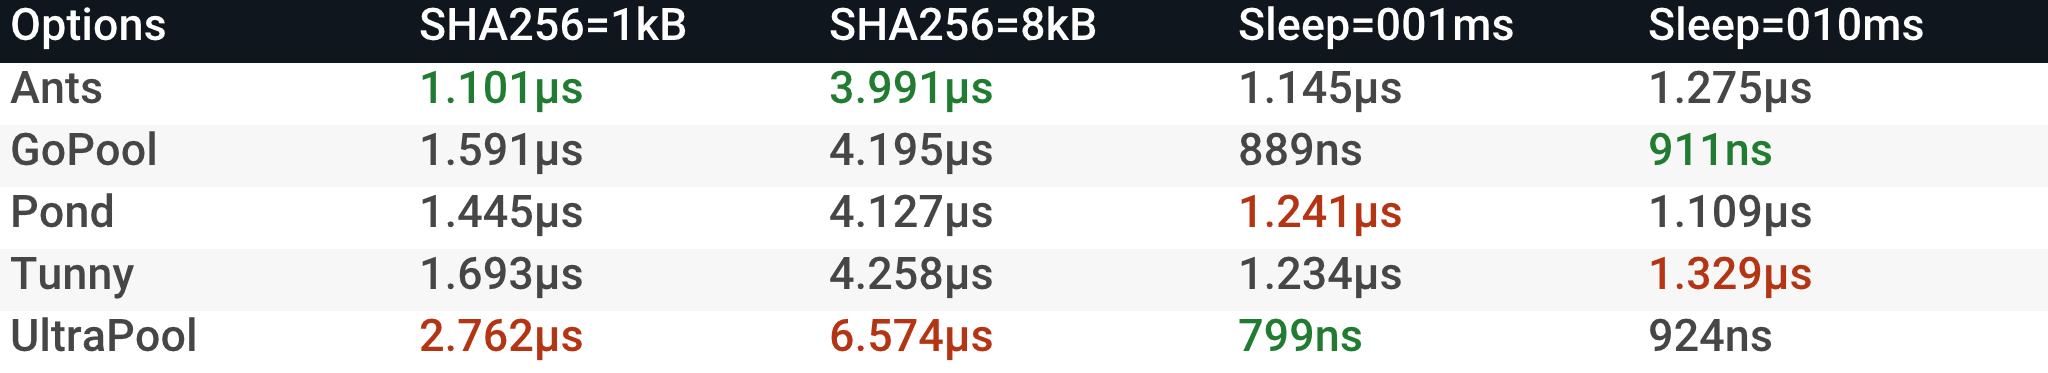 Options SHA256=1kB SHA256=8kB Sleep=001ms Sleep=010ms
Ants 1.101µs 3.991µs 1.145µs 1.275µs
GoPool 1.591µs 4.195µs 889ns 911ns
Pond 1.445µs 4.127µs 1.241µs 1.109µs
Tunny 1.693µs 4.258µs 1.234µs 1.329µs
UltraPool 2.762µs 6.574µs 799ns 924ns